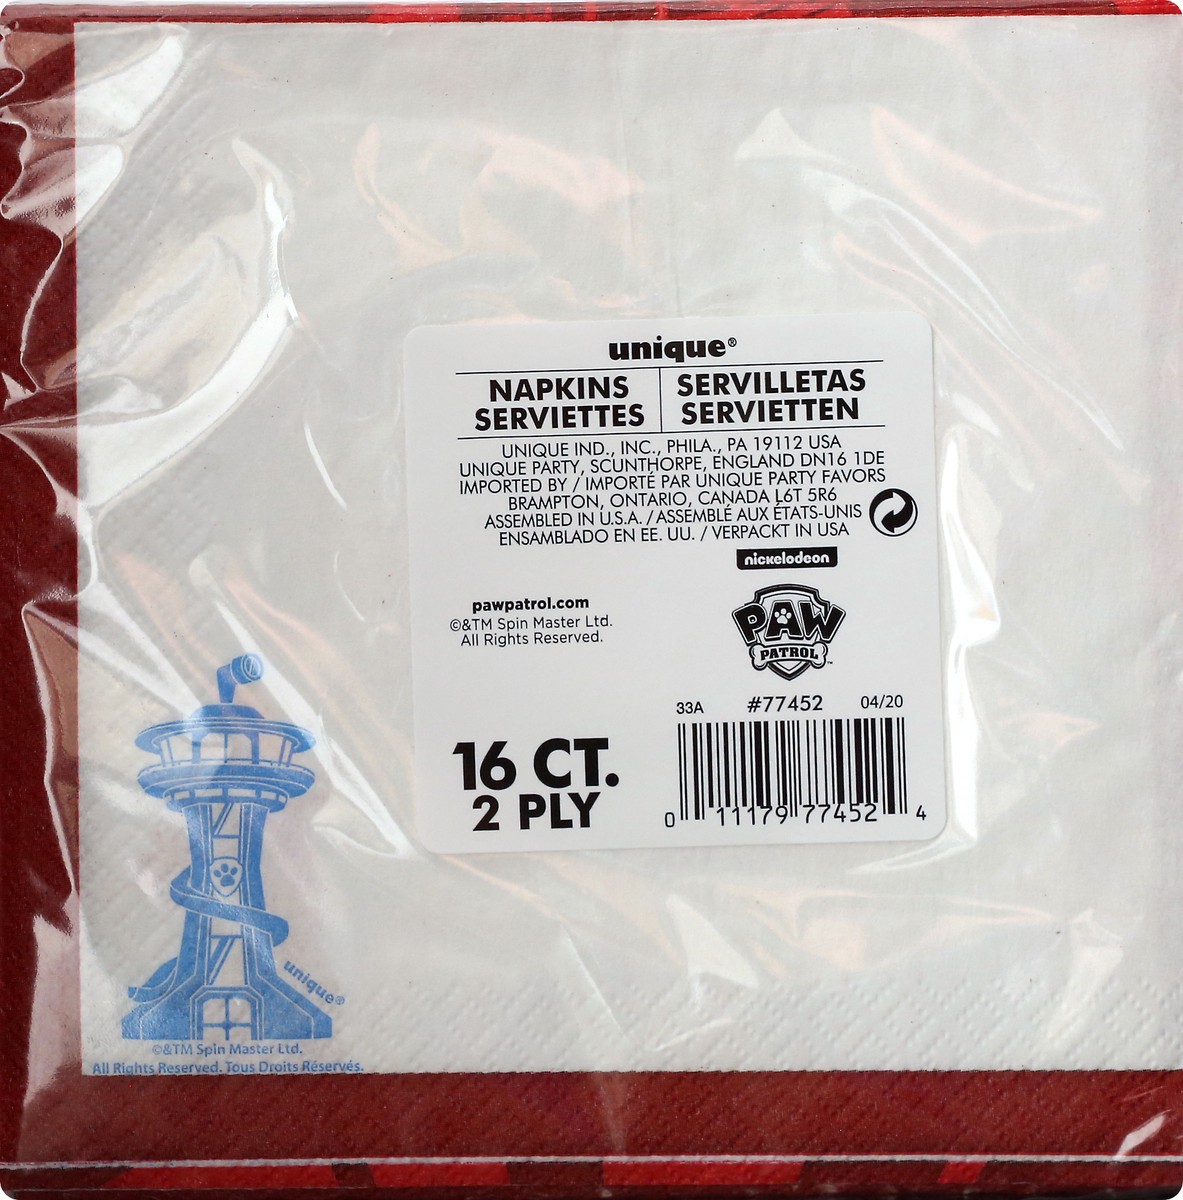 unique®
NAPKINS
SERVIETTES
SERVILLETAS
SERVIETTEN
UNIQUE IND., INC., PHILA., PA 19112 USA
UNIQUE PARTY, SCUNTHORPE, ENGLAND DN16 1DE
IMPORTED BY / IMPORTÉ PAR UNIQUE PARTY FAVORS
BRAMPTON, ONTARIO, CANADA L6T 5R6
ASSEMBLED IN U.S.A. / ASSEMBLÉ AUX ÉTATS-UNIS
ENSAMBLADO EN EE. UU. / VERPACKT IN USA
nickelodeon
pawpatrol.com
©&TM Spin Master Ltd.
All Rights Reserved.
PAW
PATROL™
33A #77452 04/20
16 CT.
2 PLY
0 11179 77452 4
unique®
©&TM Spin Master Ltd.
All Rights Reserved. Tous Droits Réservés.